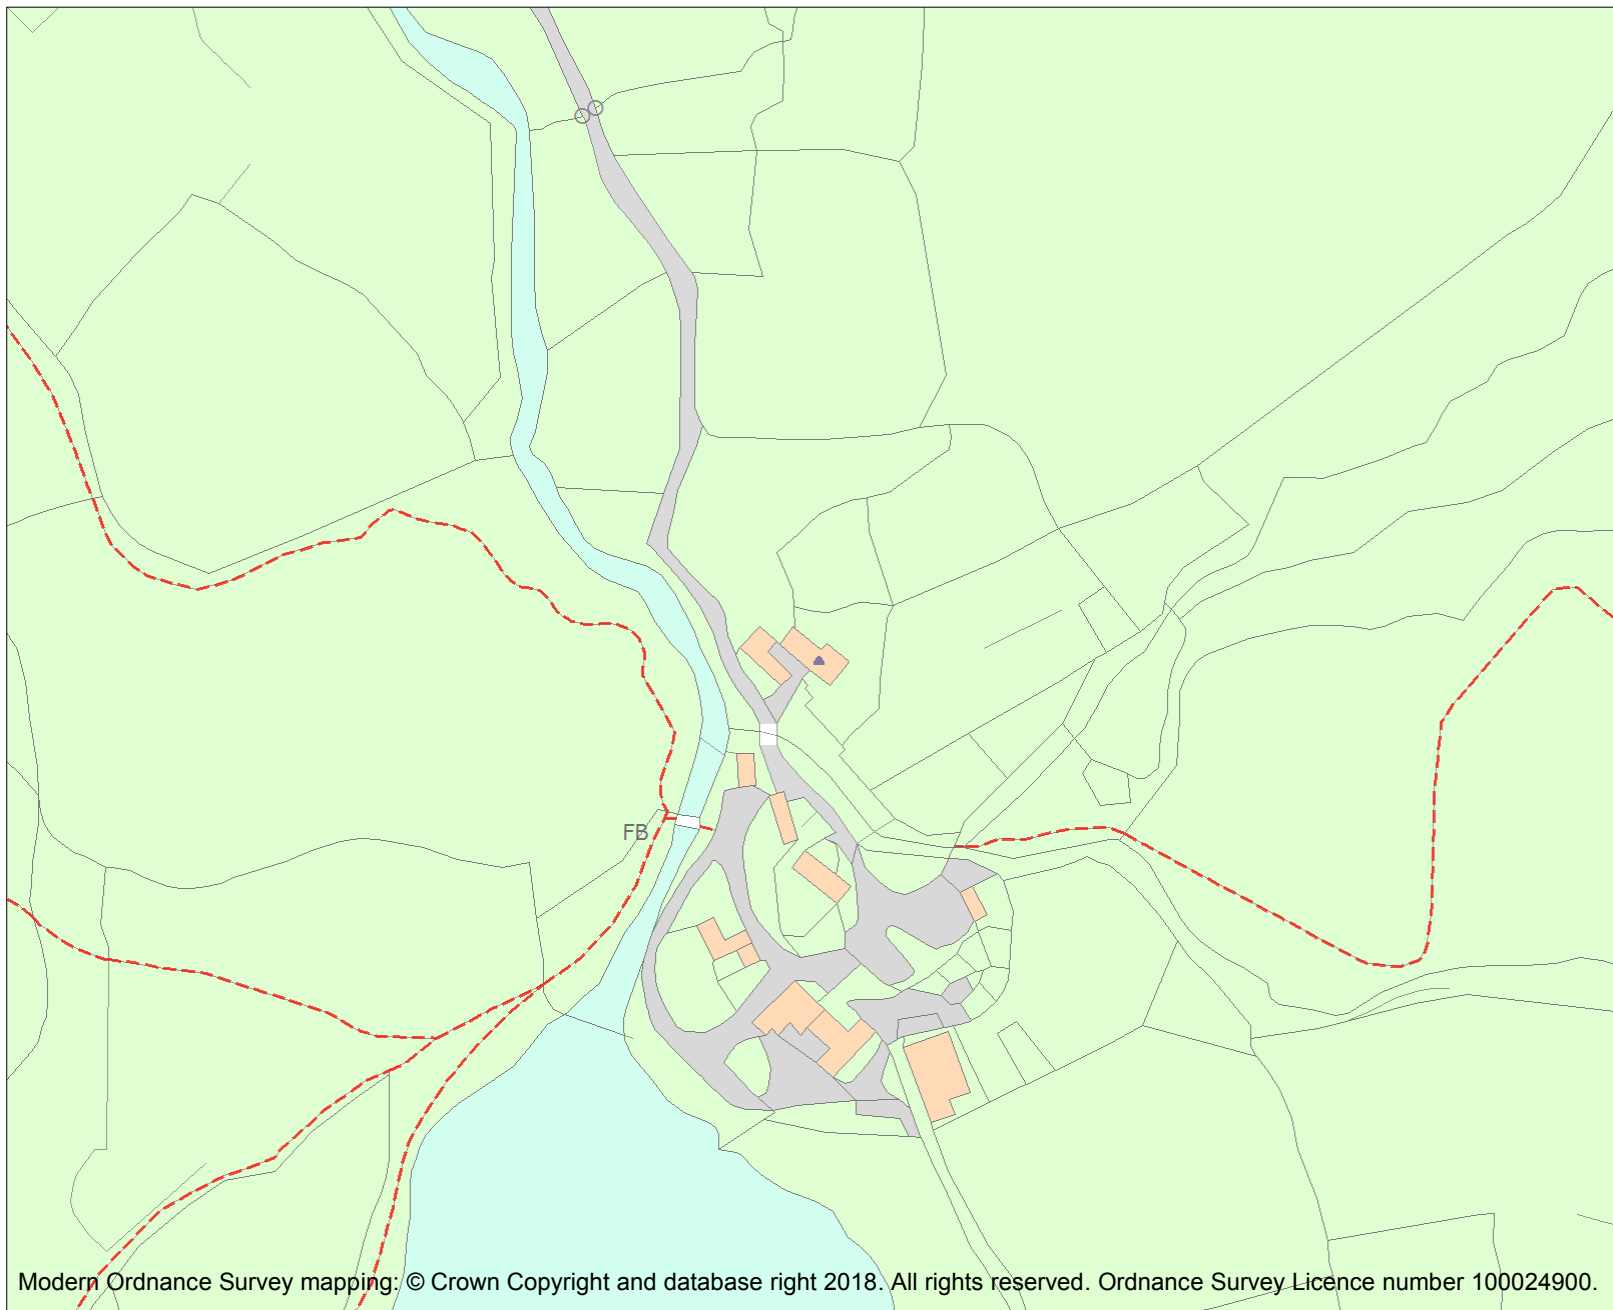 FB
Modern Ordnance Survey mapping: © Crown Copyright and database right 2018. All rights reserved. Ordnance Survey Licence number 100024900.